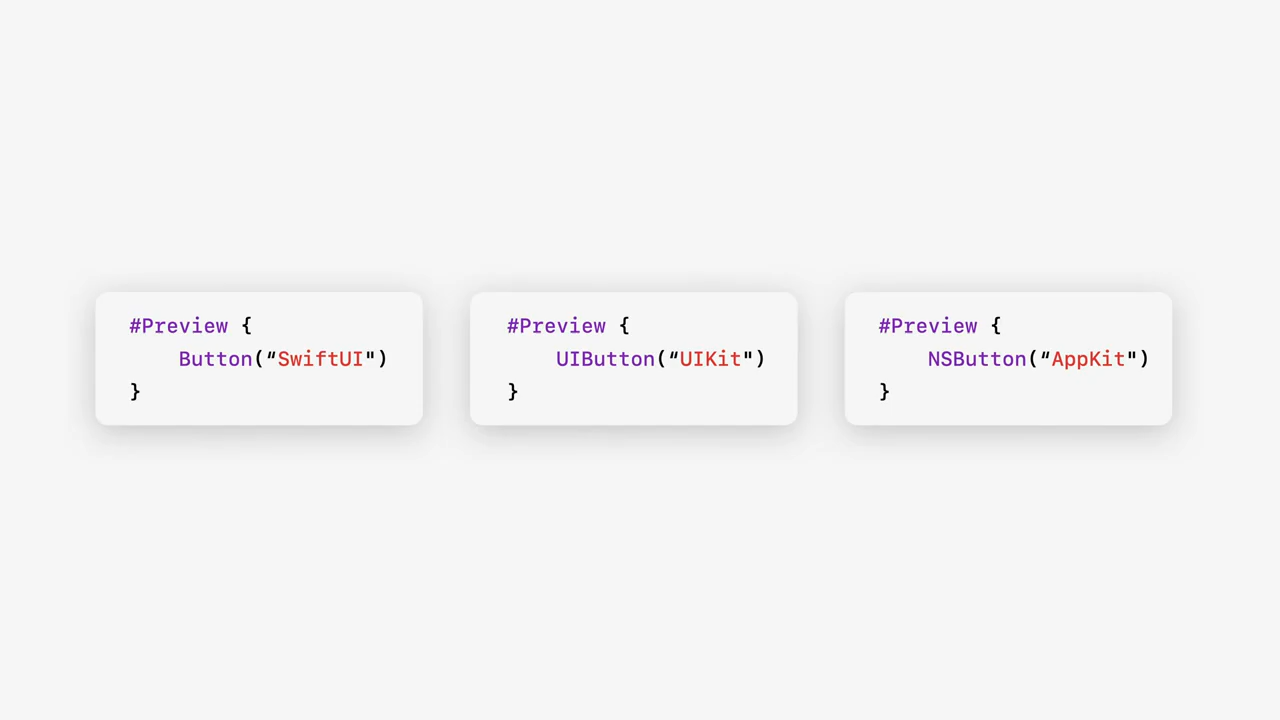 #Preview {
    Button(“SwiftUI")
}
#Preview {
    UIButton(“UIKit")
}
#Preview {
    NSButton(“AppKit")
}